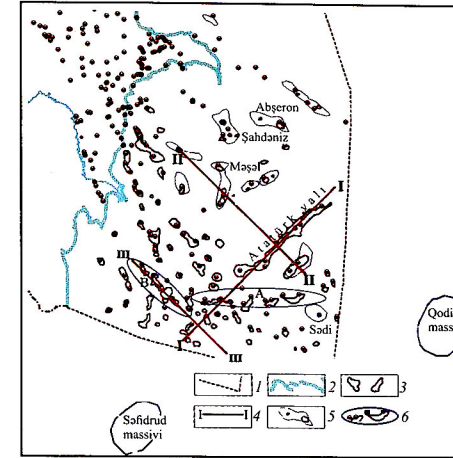 Abşeron
Şahdəniz
II
Məşəl
I
Atatürk yalı
III
B
II
A
Sədi
I
III
Qodi
mass
Səfidrud
massivi
1
2
3
I I 4
5
6